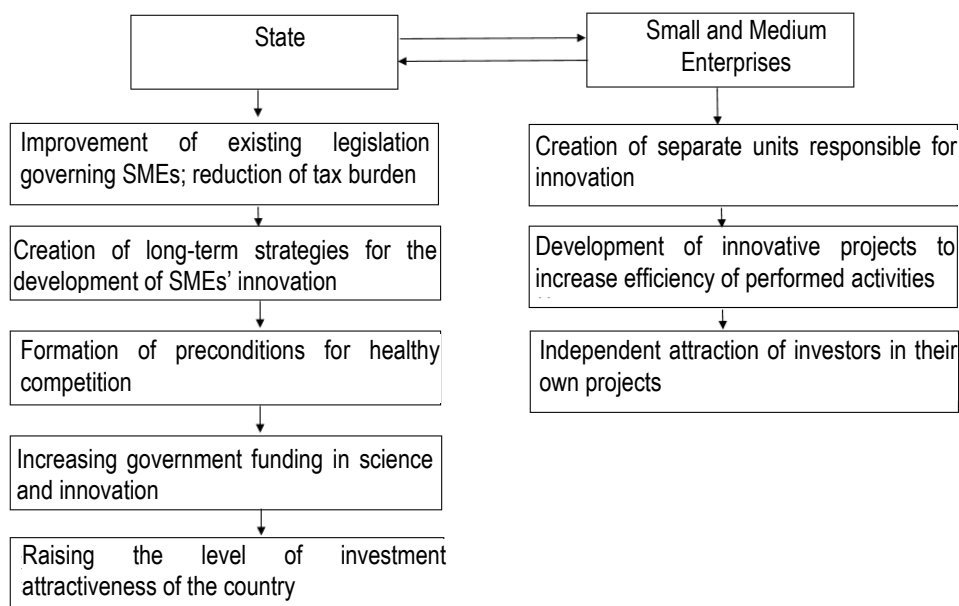 State
Small and Medium
Enterprises
Improvement of existing legislation
governing SMEs; reduction of tax burden
Creation of long-term strategies for the
development of SMEs’ innovation
Formation of preconditions for healthy
competition
Increasing government funding in science
and innovation
Raising the level of investment
attractiveness of the country
Creation of separate units responsible for
innovation
Development of innovative projects to
increase efficiency of performed activities
Independent attraction of investors in their
own projects